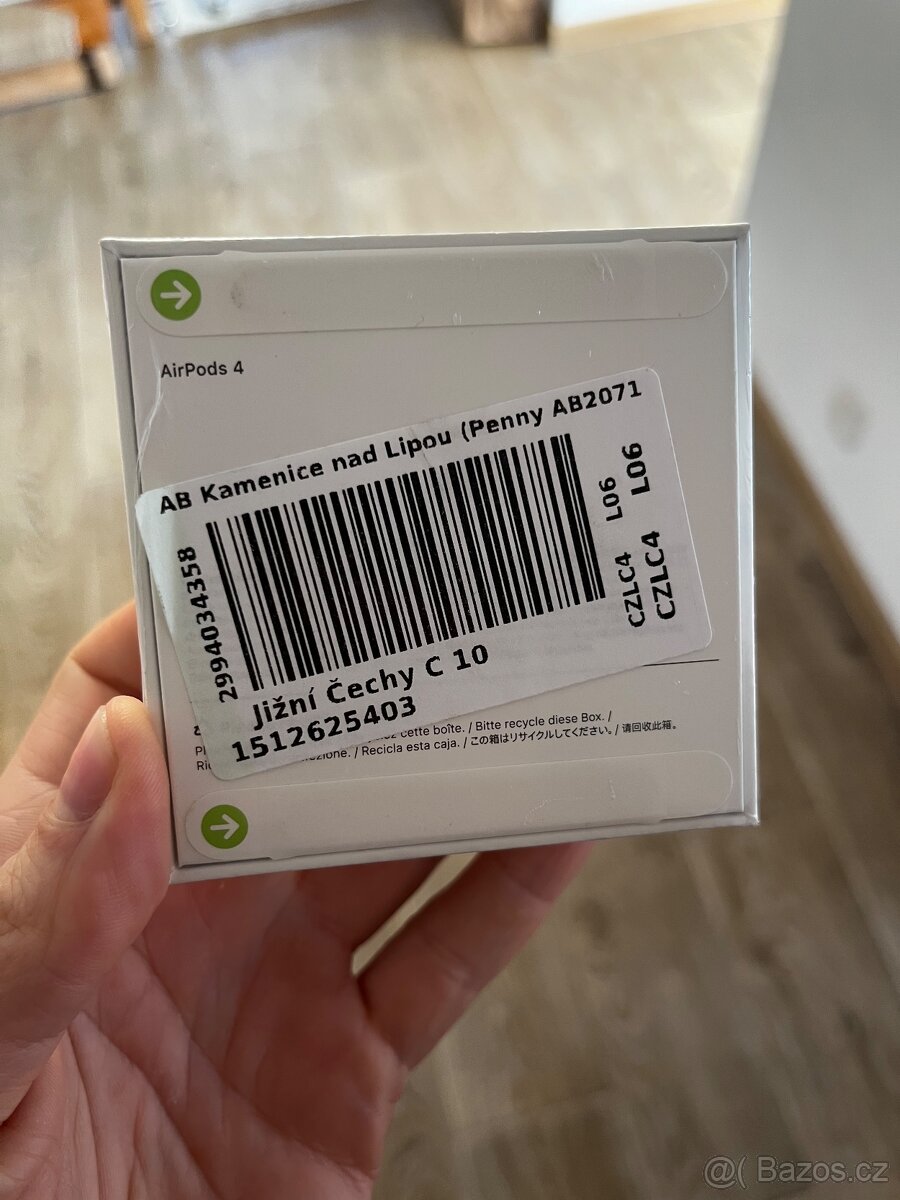 AirPods 4
AB Kamenice nad Lipou (Penny AB2071
2994034358
L06
L06
CZLC4
CZLC4
Jižní Čechy C 10
1512625403
cette boîte. / Bitte recycle diese Box. /
Recicla esta caja. / この箱はリサイクルしてください。/ 请回收此箱。
@( Bazos.cz